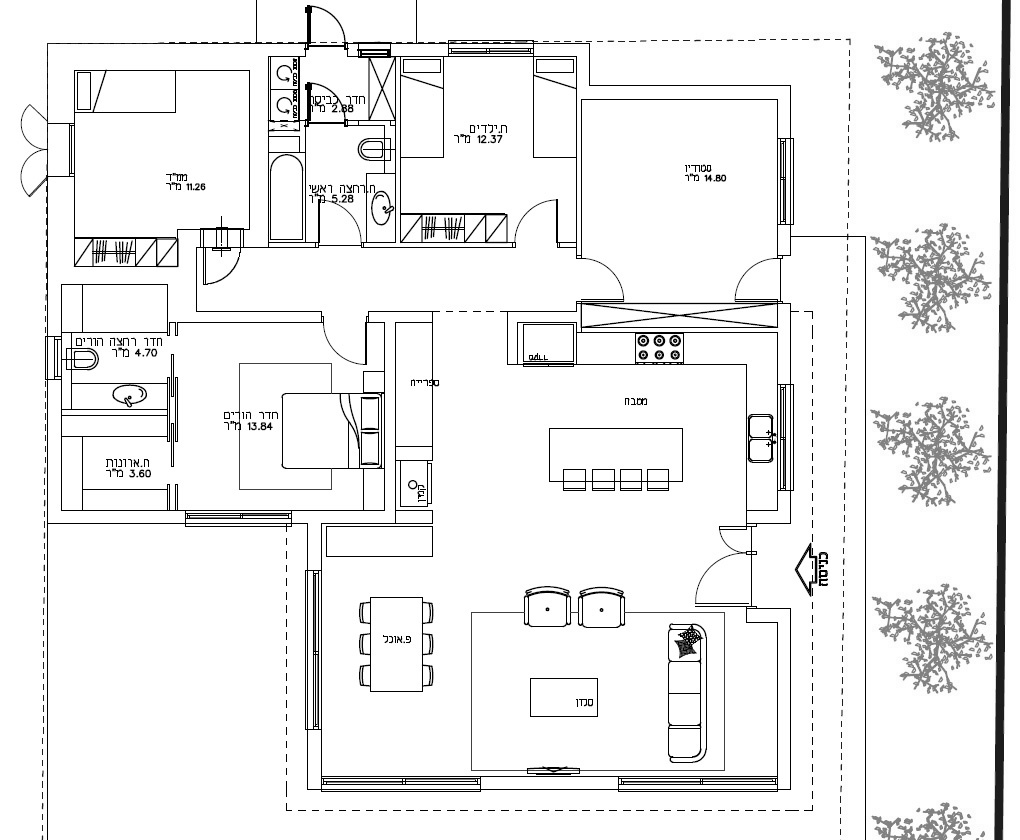 חדר כביסה
2.88 מ"ר
ח.ילדים
12.37 מ"ר
סטודיו
14.80 מ"ר
ממ"ד
11.26 מ"ר
ח.רחצה ראשי
5.28 מ"ר
חדר רחצה הורים
4.70 מ"ר
ספרייה
מטבח
חדר הורים
13.84 מ"ר
ח.ארונות
3.60 מ"ר
קמין
כניסה
פ.אוכל
סלון